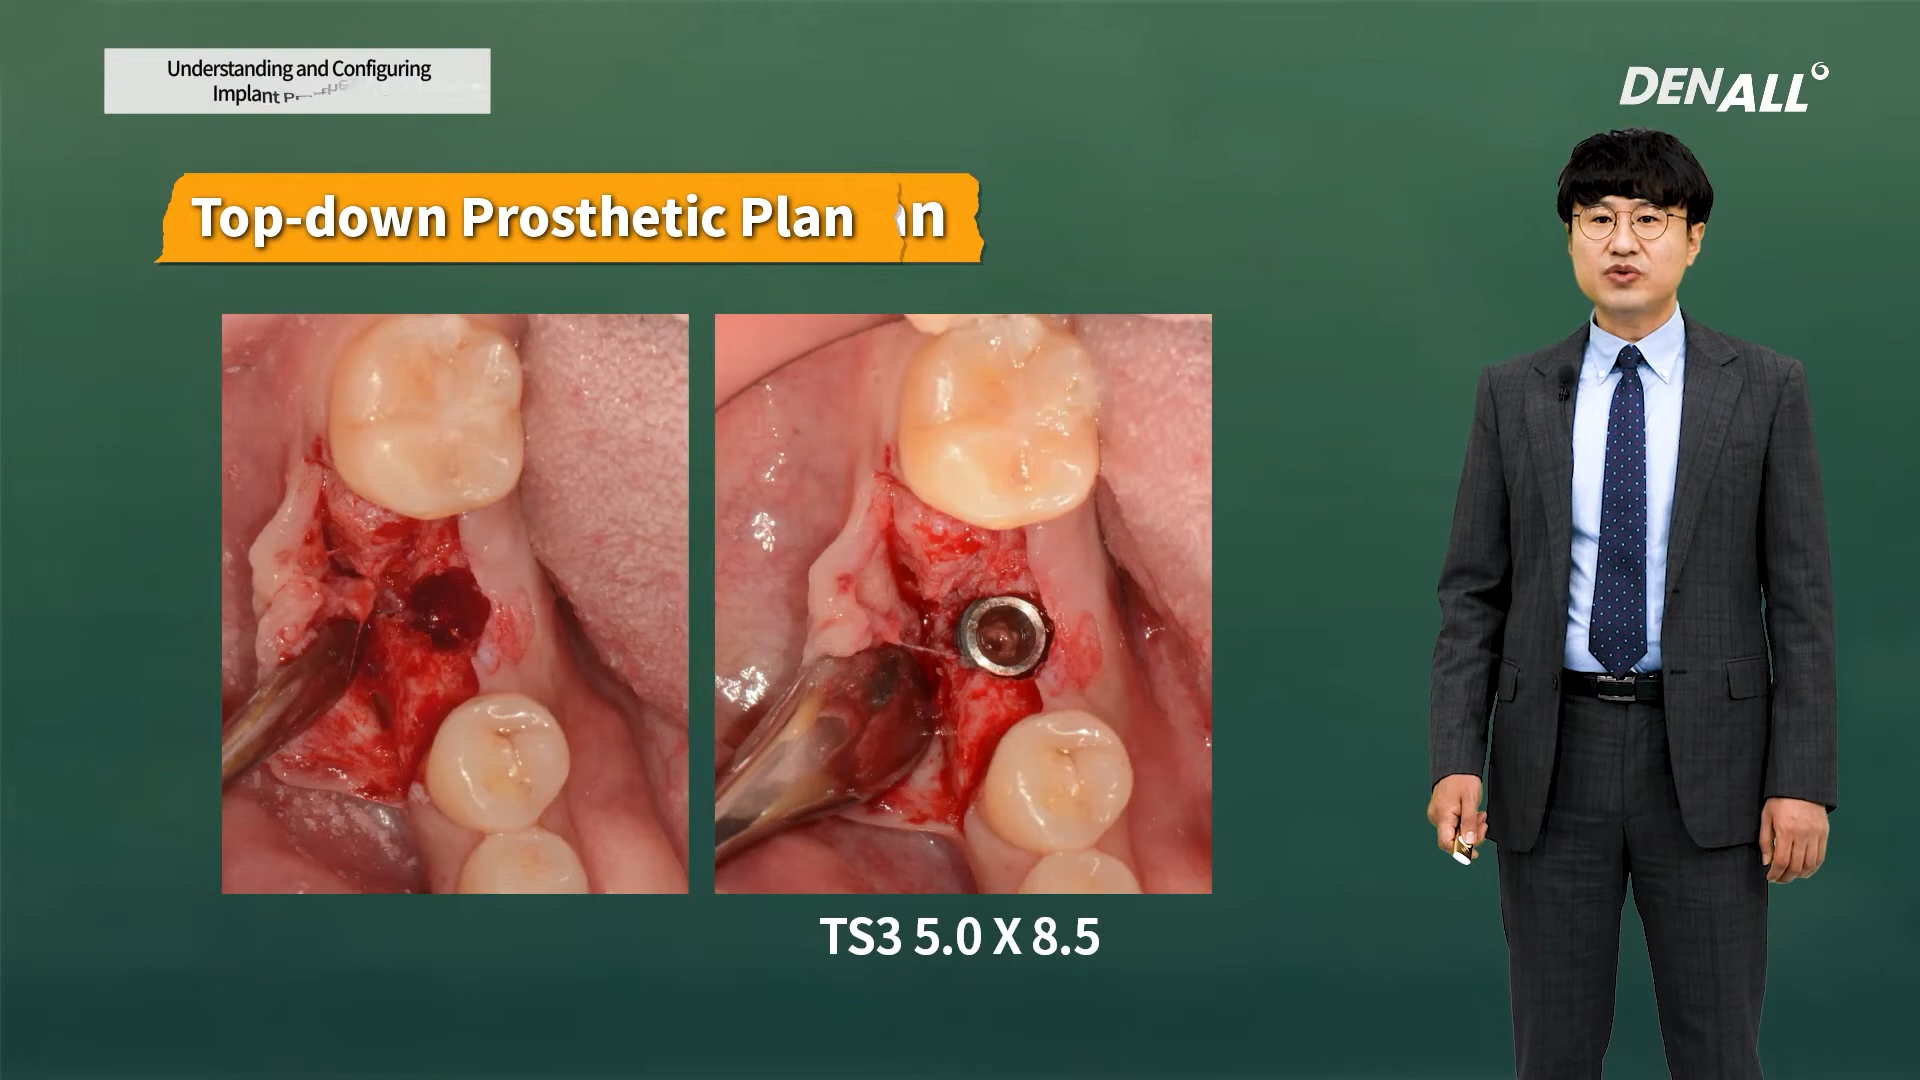 Understanding and Configuring
Implant
DENALL
Top-down Prosthetic Plan
TS3 5.0 X 8.5